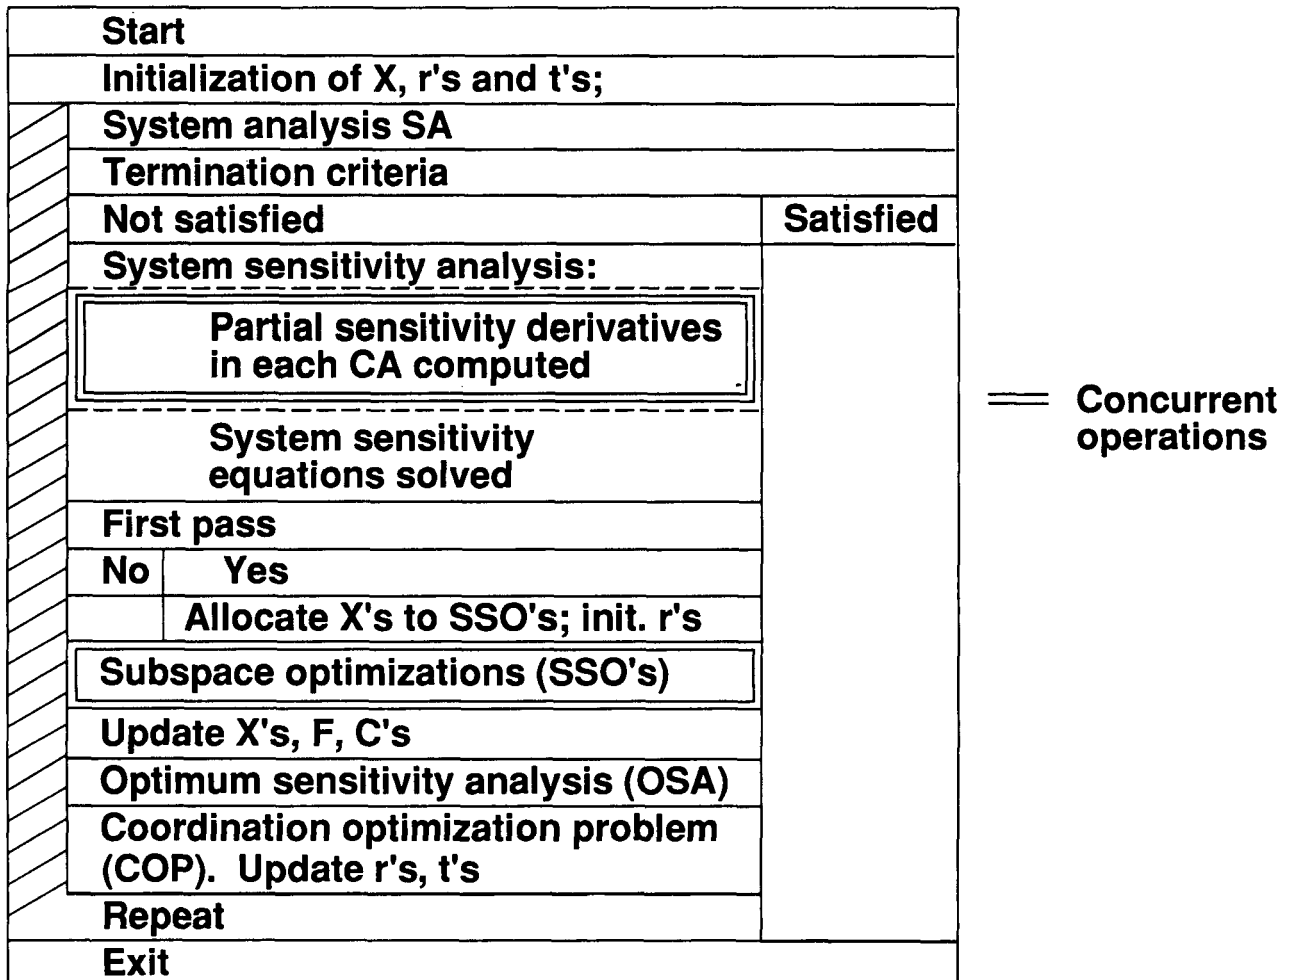 Start
Initialization of X, r's and t's;
System analysis SA
Termination criteria
Not satisfied
Satisfied
System sensitivity analysis:
Partial sensitivity derivatives
in each CA computed
System sensitivity
equations solved
First pass
No
Yes
Allocate X's to SSO's; init. r's
Subspace optimizations (SSO's)
Update X's, F, C's
Optimum sensitivity analysis (OSA)
Coordination optimization problem
(COP). Update r's, t's
Repeat
Exit
Concurrent
operations